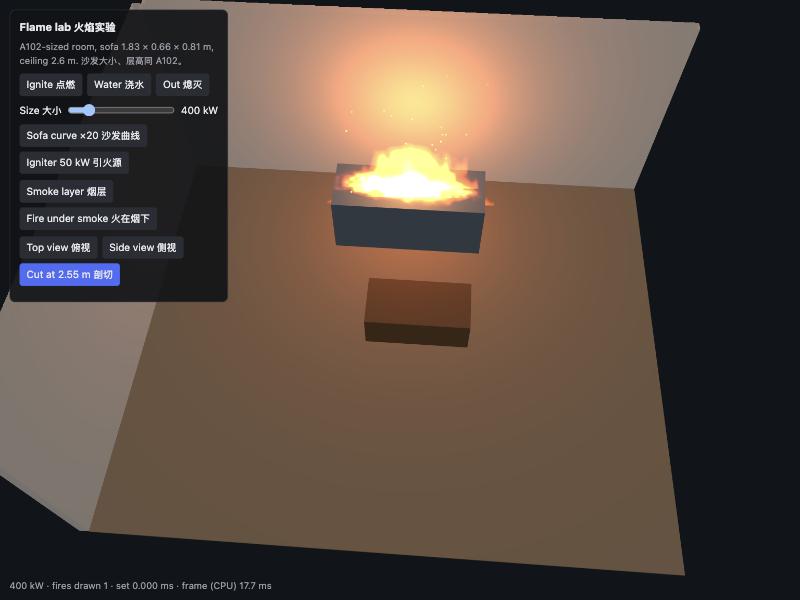 Flame lab 火焰实验
A102-sized room, sofa 1.83 × 0.66 × 0.81 m,
ceiling 2.6 m. 沙发大小、层高同 A102。
Ignite 点燃 Water 浇水 Out 熄灭
Size 大小 400 kW
Sofa curve ×20 沙发曲线
Igniter 50 kW 引火源
Smoke layer 烟层
Fire under smoke 火在烟下
Top view 俯视 Side view 侧视
Cut at 2.55 m 剖切
400 kW · fires drawn 1 · set 0.000 ms · frame (CPU) 17.7 ms